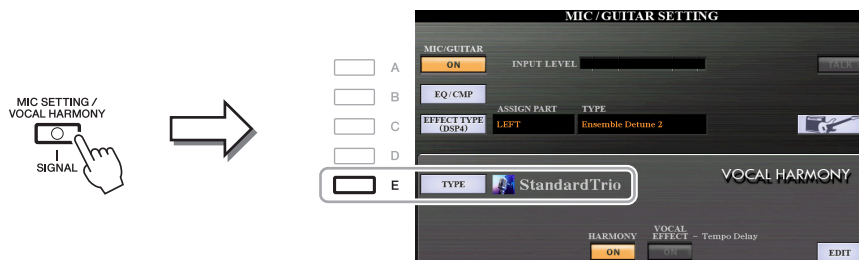 MIC SETTING /
VOCAL HARMONY
SIGNAL
A
B
C
D
E
MIC/GUITAR SETTING
MIC/GUITAR
ON
INPUT LEVEL
TALK
EQ/CMP
ASSIGN PART
TYPE
EFFECT TYPE
(DSP4)
LEFT
Ensemble Detune 2
TYPE
StandardTrio
VOCAL HARMONY
HARMONY
ON
VOCAL
EFFECT – Tempo Delay
ON
EDIT